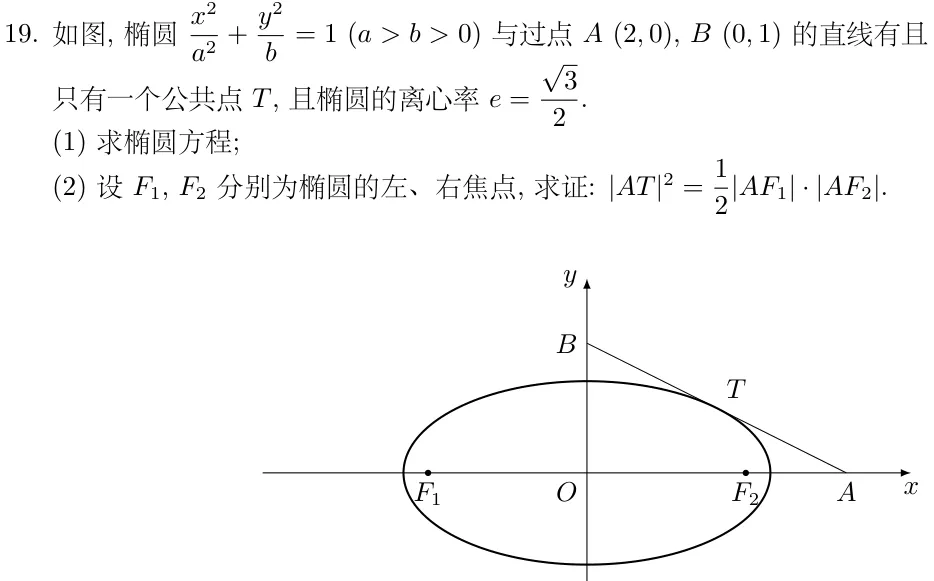 19. 如图, 椭圆 $\frac{x^2}{a^2} + \frac{y^2}{b} = 1$ ($a > b > 0$) 与过点 $A$ (2, 0), $B$ (0, 1) 的直线有且
只有一个公共点 $T$, 且椭圆的离心率 $e = \frac{\sqrt{3}}{2}$.
(1) 求椭圆方程;
(2) 设 $F_1$, $F_2$ 分别为椭圆的左、右焦点, 求证: $|AT|^2 = \frac{1}{2}|AF_1| \cdot |AF_2|$.
y
B
T
F_1
O
F_2
A
x